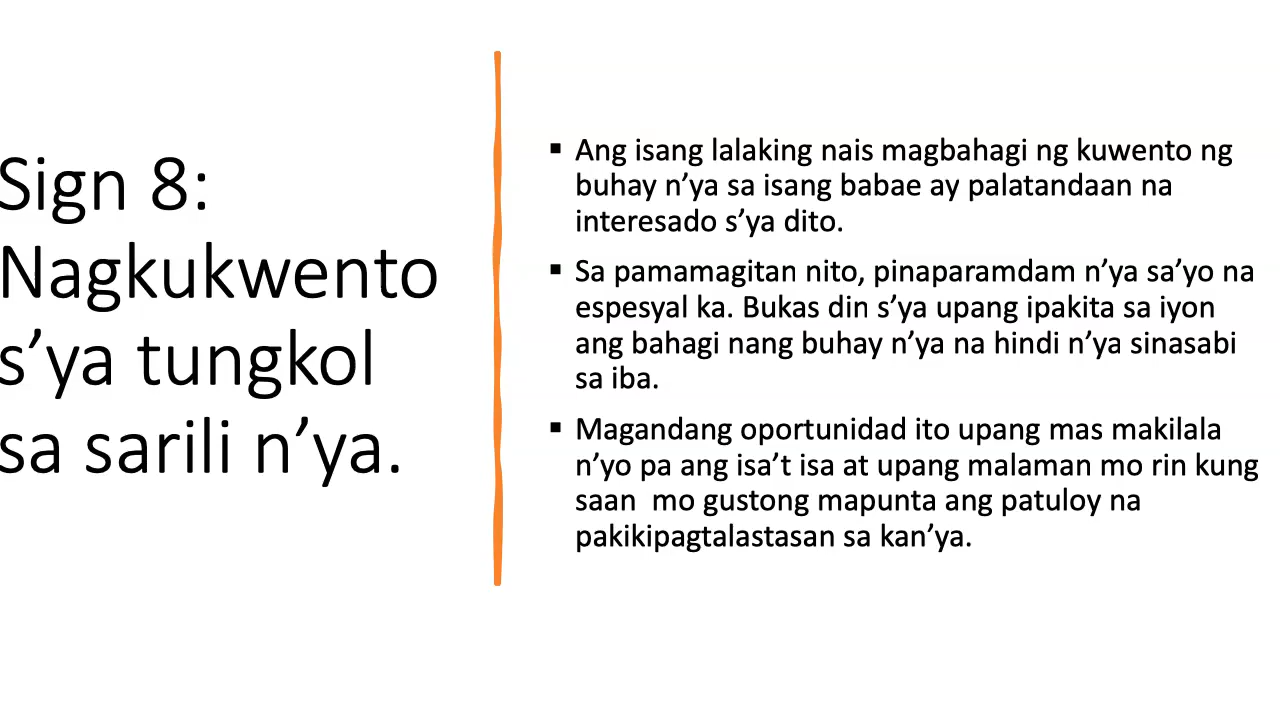 Sign 8:
Nagkukwento
s’ya tungkol
sa sarili n’ya.
▪ Ang isang lalaking nais magbahagi ng kuwento ng
buhay n’ya sa isang babae ay palatandaan na
interesado s’ya dito.
▪ Sa pamamagitan nito, pinaparamdam n’ya sa’yo na
espesyal ka. Bukas din s’ya upang ipakita sa iyon
ang bahagi nang buhay n’ya na hindi n’ya sinasabi
sa iba.
▪ Magandang oportunidad ito upang mas makilala
n’yo pa ang isa’t isa at upang malaman mo rin kung
saan  mo gustong mapunta ang patuloy na
pakikipagtalastasan sa kan’ya.